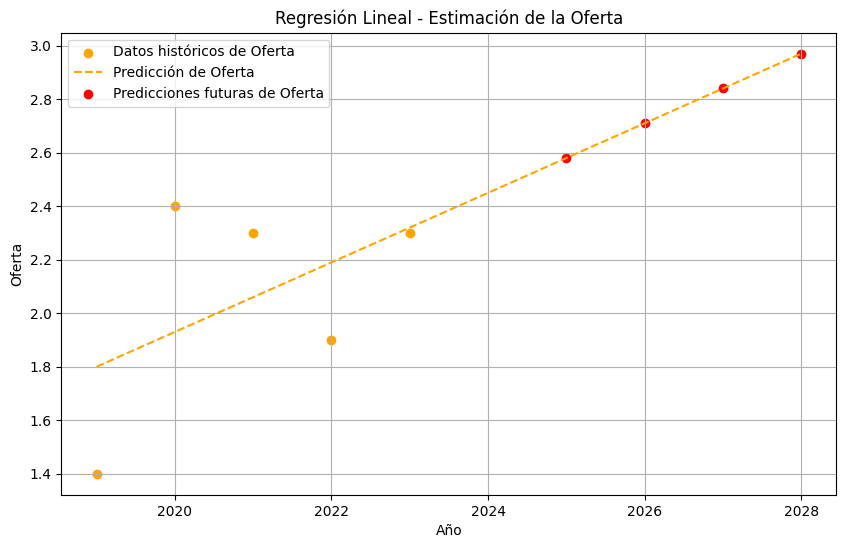 Regresión Lineal - Estimación de la Oferta
Datos históricos de Oferta
Predicción de Oferta
Predicciones futuras de Oferta
3.0
2.8
2.6
2.4
2.2
2.0
1.8
1.6
1.4
Oferta
2020
2022
2024
2026
2028
Año